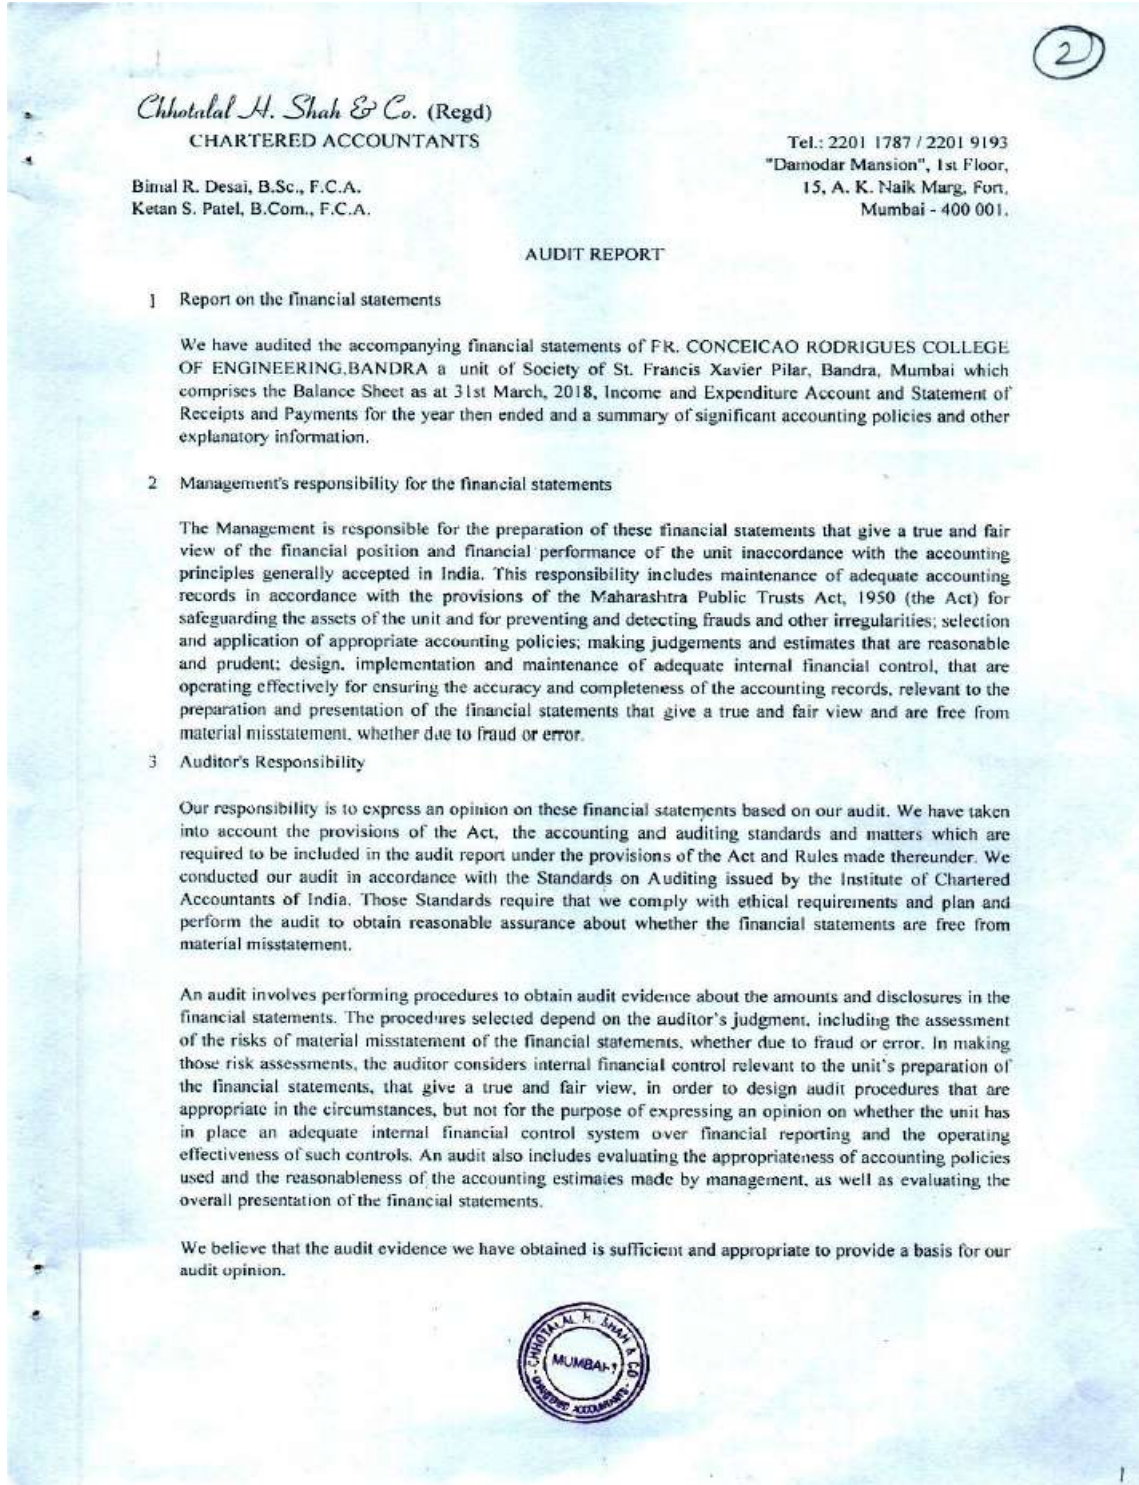 2
Chhotalal H. Shah & Co. (Regd)
CHARTERED ACCOUNTANTS
Tel.: 2201 1787 / 2201 9193
"Damodar Mansion", 1st Floor,
Bimal R. Desai, B.Sc., F.C.A.
15, A. K. Naik Marg, Fort,
Ketan S. Patel, B.Com., F.C.A.
Mumbai - 400 001.
AUDIT REPORT
1 Report on the financial statements
We have audited the accompanying financial statements of FR. CONCEICAO RODRIGUES COLLEGE
OF ENGINEERING,BANDRA a unit of Society of St. Francis Xavier Pilar, Bandra, Mumbai which
comprises the Balance Sheet as at 31st March, 2018, Income and Expenditure Account and Statement of
Receipts and Payments for the year then ended and a summary of significant accounting policies and other
explanatory information.
2 Management's responsibility for the financial statements
The Management is responsible for the preparation of these financial statements that give a true and fair
view of the financial position and financial performance of the unit inaccordance with the accounting
principles generally accepted in India. This responsibility includes maintenance of adequate accounting
records in accordance with the provisions of the Maharashtra Public Trusts Act, 1950 (the Act) for
safeguarding the assets of the unit and for preventing and detecting frauds and other irregularities; selection
and application of appropriate accounting policies; making judgements and estimates that are reasonable
and prudent; design, implementation and maintenance of adequate internal financial control, that are
operating effectively for ensuring the accuracy and completeness of the accounting records, relevant to the
preparation and presentation of the financial statements that give a true and fair view and are free from
material misstatement, whether due to fraud or error.
3 Auditor's Responsibility
Our responsibility is to express an opinion on these financial statements based on our audit. We have taken
into account the provisions of the Act, the accounting and auditing standards and matters which are
required to be included in the audit report under the provisions of the Act and Rules made thereunder. We
conducted our audit in accordance with the Standards on Auditing issued by the Institute of Chartered
Accountants of India. Those Standards require that we comply with ethical requirements and plan and
perform the audit to obtain reasonable assurance about whether the financial statements are free from
material misstatement.
An audit involves performing procedures to obtain audit evidence about the amounts and disclosures in the
financial statements. The procedures selected depend on the auditor's judgment, including the assessment
of the risks of material misstatement of the financial statements, whether due to fraud or error. In making
those risk assessments, the auditor considers internal financial control relevant to the unit's preparation of
the financial statements, that give a true and fair view, in order to design audit procedures that are
appropriate in the circumstances, but not for the purpose of expressing an opinion on whether the unit has
in place an adequate internal financial control system over financial reporting and the operating
effectiveness of such controls. An audit also includes evaluating the appropriateness of accounting policies
used and the reasonableness of the accounting estimates made by management, as well as evaluating the
overall presentation of the financial statements.
We believe that the audit evidence we have obtained is sufficient and appropriate to provide a basis for our
audit opinion.
CHHOTALAL H. SHAH & CO
MUMBAI-1
CHARTERED ACCOUNTANTS
1